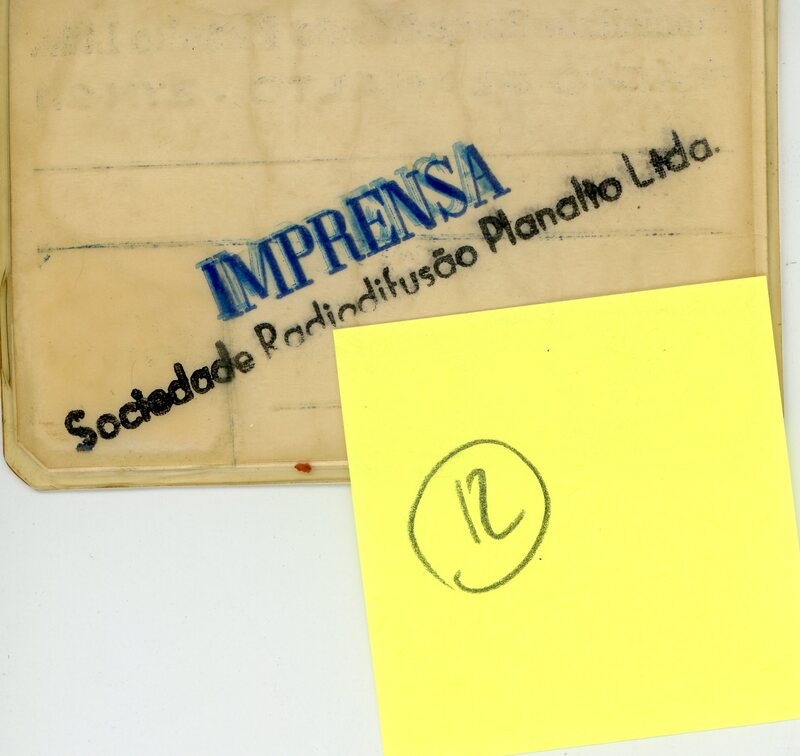 IMPRENSA
Sociedade Radiodifusão Planalto Ltda.
12